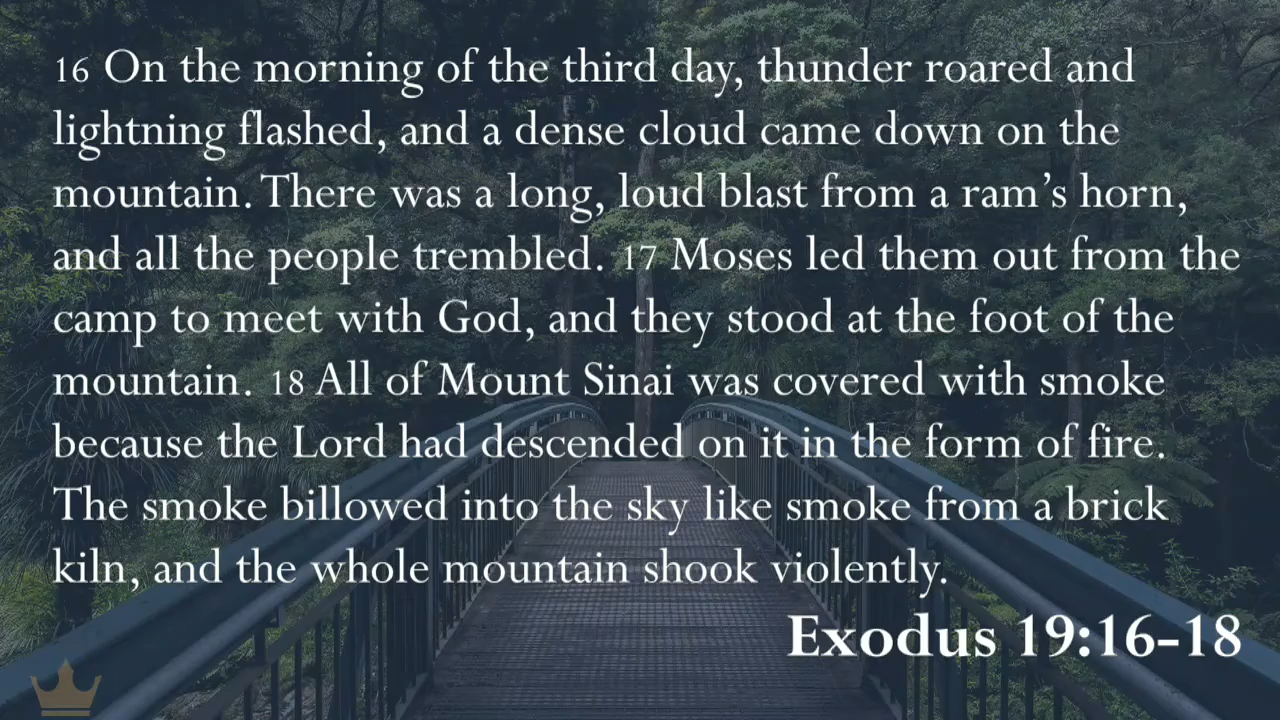 16 On the morning of the third day, thunder roared and
lightning flashed, and a dense cloud came down on the
mountain. There was a long, loud blast from a ram’s horn,
and all the people trembled. 17 Moses led them out from the
camp to meet with God, and they stood at the foot of the
mountain. 18 All of Mount Sinai was covered with smoke
because the Lord had descended on it in the form of fire.
The smoke billowed into the sky like smoke from a brick
kiln, and the whole mountain shook violently.
Exodus 19:16-18